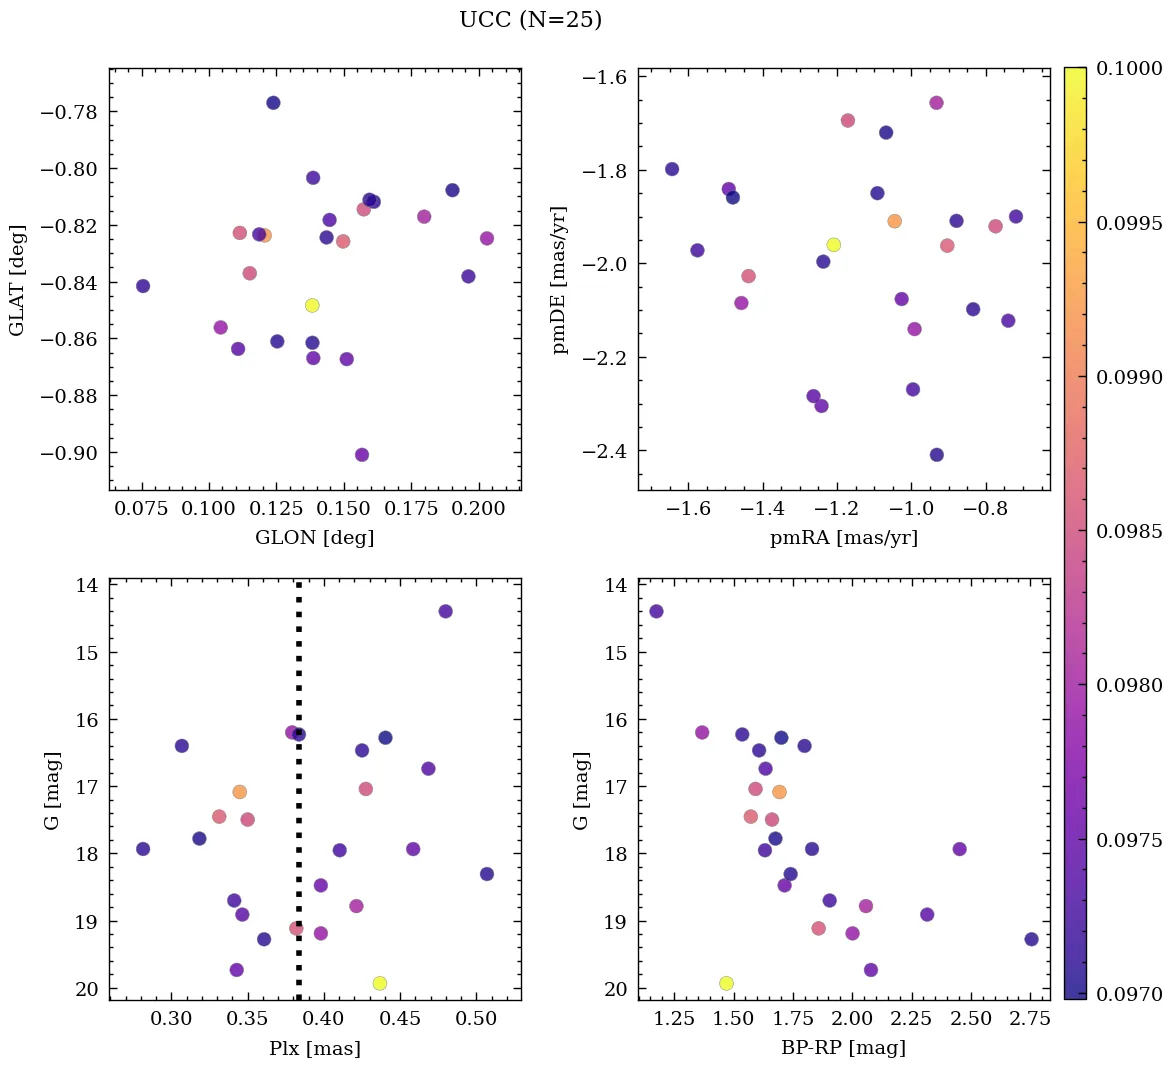 UCC (N=25)
−0.78
−0.80
−0.82
−0.84
−0.86
−0.88
−0.90
GLAT [deg]
0.075 0.100 0.125 0.150 0.175 0.200
GLON [deg]
−1.6
−1.8
−2.0
−2.2
−2.4
pmDE [mas/yr]
−1.6 −1.4 −1.2 −1.0 −0.8
pmRA [mas/yr]
14
15
16
17
18
19
20
G [mag]
0.30 0.35 0.40 0.45 0.50
Plx [mas]
14
15
16
17
18
19
20
G [mag]
1.25 1.50 1.75 2.00 2.25 2.50 2.75
BP-RP [mag]
0.1000
0.0995
0.0990
0.0985
0.0980
0.0975
0.0970